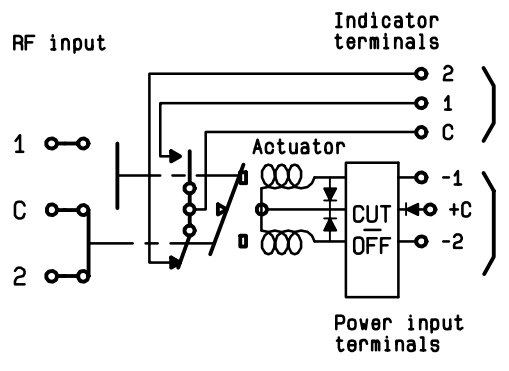 Indicator
terminals
RF input
2
1
C
1
Actuator
-1
C
+C
CUT
OFF
-2
2
Power input
terminals